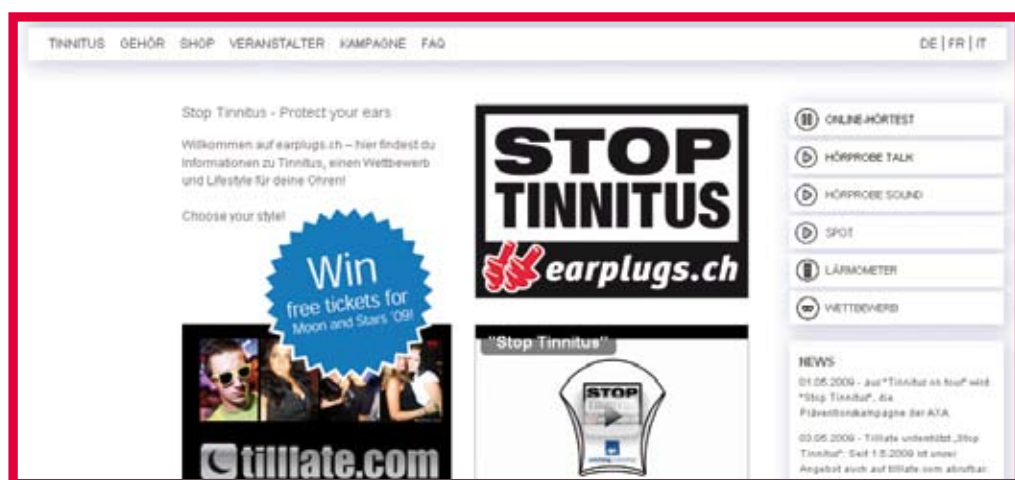 TINNITUS GEHÖR SHOP VERANSTALTER KAMPAGNE FAQ
DE | FR | IT
Stop Tinnitus - Protect your ears
Willkommen auf earplugs.ch – hier findest du
Informationen zu Tinnitus, einen Wettbewerb
und Lifestyle für deine Ohren!
Choose your style!
Win
free tickets for
Moon and Stars '09!
tilllate.com
STOP
TINNITUS
earplugs.ch
"Stop Tinnitus"
STOP
TINNITUS
ONLINE-HÖRTEST
HÖRPROBE TALK
HÖRPROBE SOUND
SPOT
LÄRMOMETER
WETTBEWERB
NEWS
01.05.2009 - aus "Tinnitus on tour" wird
"Stop Tinnitus", die
Präventionskampagne der AXA.
03.05.2009 - Tilllate unterstützt „Stop
Tinnitus": Seit 1.5.2009 ist unser
Angebot auch auf tilllate.com abrufbar.